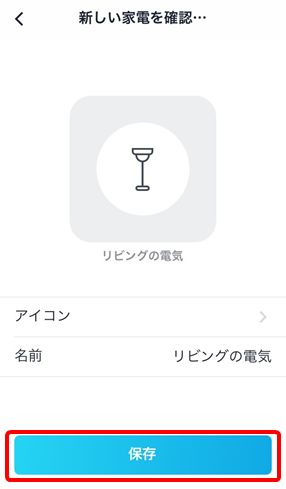 新しい家電を確認…
リビングの電気
アイコン
名前 リビングの電気
保存